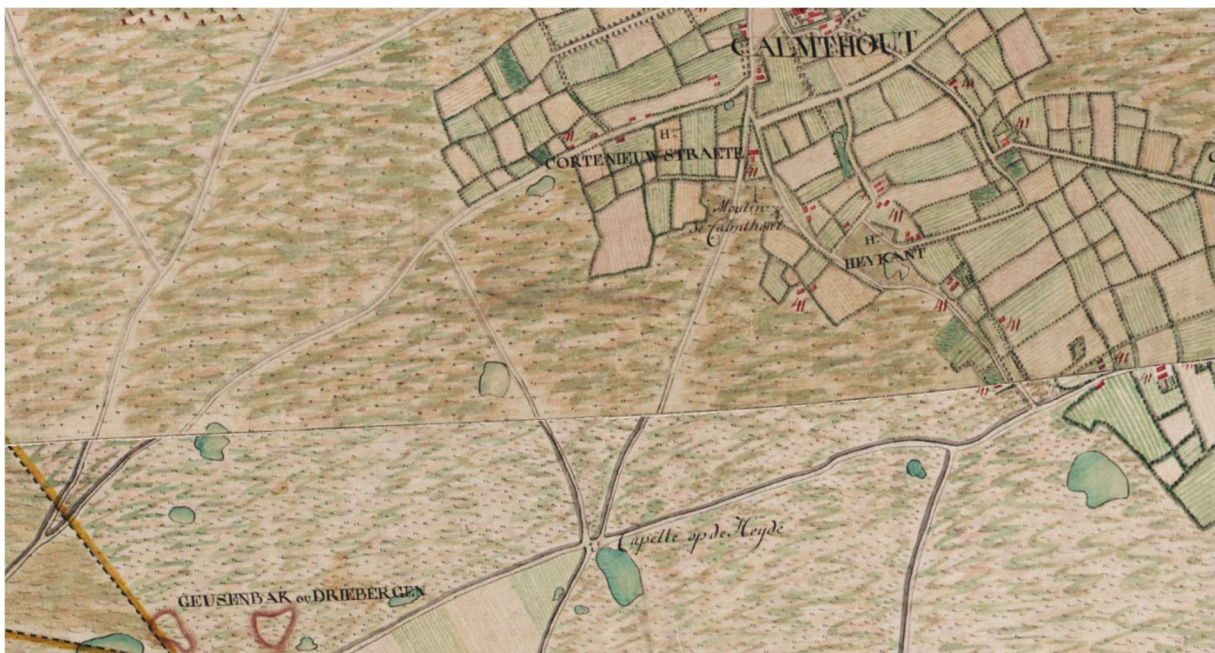 CALMTHOUT
H.
CORTENIEUWSTRAETE
Moulin
de Calmthout
H.
HEYKANT
Capelle op de Heyde
GEUSENBAK ou DRIEBERGEN